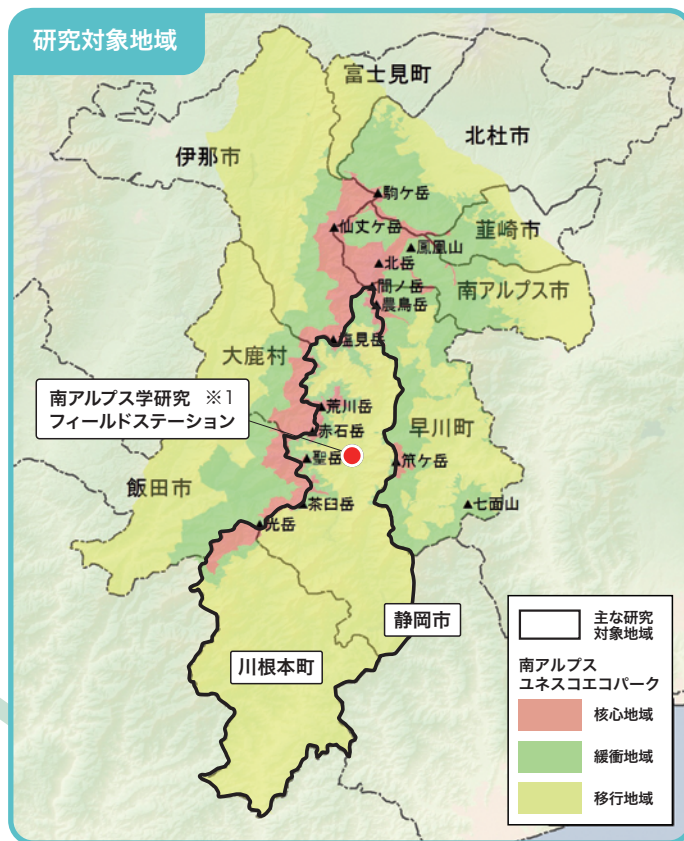 研究対象地域
富士見町
北杜市
伊那市
▲駒ケ岳
▲仙丈ケ岳
韮崎市
▲鳳凰山
▲北岳
▲間ノ岳
南アルプス市
▲農鳥岳
▲塩見岳
大鹿村
南アルプス学研究 ※1
フィールドステーション
▲荒川岳
早川町
▲赤石岳
▲聖岳
▲笊ケ岳
飯田市
▲茶臼岳
▲七面山
▲光岳
静岡市
川根本町
主な研究
対象地域
南アルプス
ユネスコエコパーク
核心地域
緩衝地域
移行地域